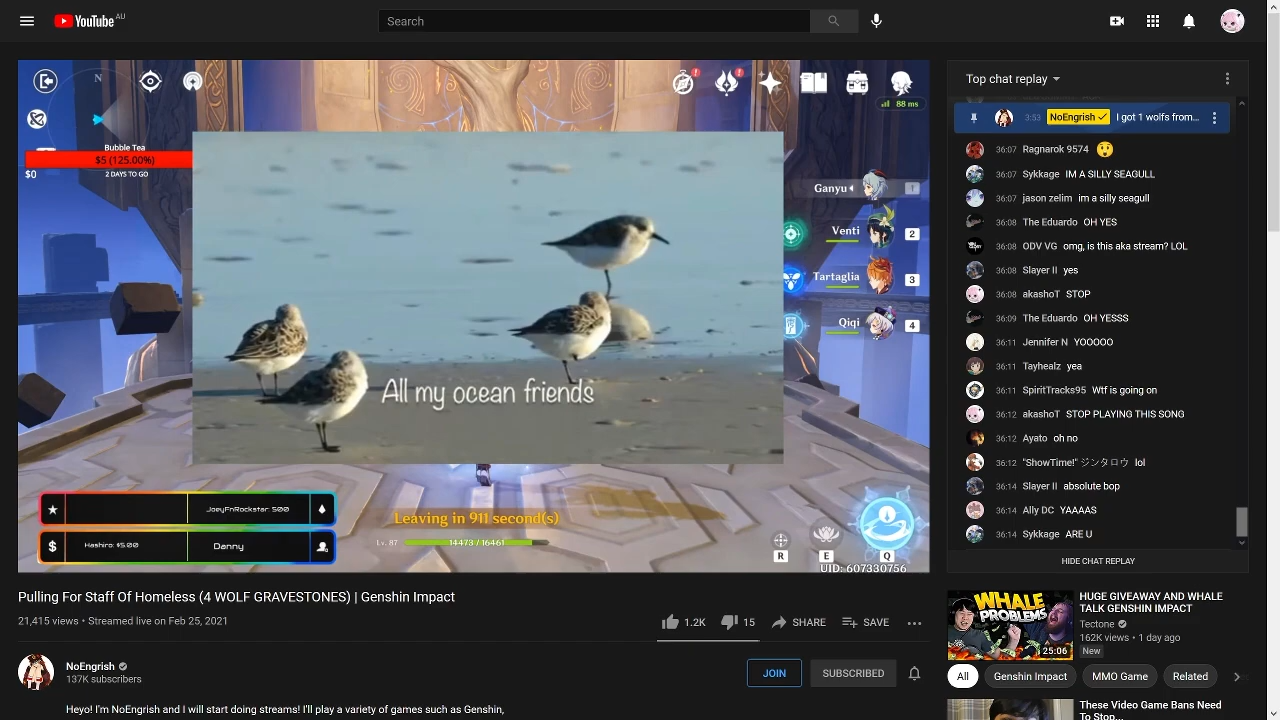 YouTube AU
Search
N
88 ms
Bubble Tea
$5 (125.00%)
$0
2 DAYS TO GO
Ganyu
1
Venti
2
Tartaglia
3
Qiqi
4
All my ocean friends
JoeyFnRockstar: 500
Hashiro: $5.00
Danny
Leaving in 911 second(s)
Lv. 87
14473 / 16461
R
E
Q
UID: 607330756
Top chat replay
3:53 NoEngrish I got 1 wolfs from...
36:07 Ragnarok 9574
36:07 Sykkage IM A SILLY SEAGULL
36:07 jason zelim im a silly seagull
36:08 The Eduardo OH YES
36:08 ODV VG omg, is this aka stream? LOL
36:08 Slayer II yes
36:08 akashoT STOP
36:09 The Eduardo OH YESSS
36:11 Jennifer N YOOOOO
36:11 Tayhealz yea
36:11 SpiritTracks95 Wtf is going on
36:12 akashoT STOP PLAYING THIS SONG
36:12 Ayato oh no
36:12 "ShowTime!" ジンタロウ lol
36:14 Slayer II absolute bop
36:14 Ally DC YAAAAS
36:14 Sykkage ARE U
HIDE CHAT REPLAY
Pulling For Staff Of Homeless (4 WOLF GRAVESTONES) | Genshin Impact
21,415 views • Streamed live on Feb 25, 2021
1.2K
15
SHARE
SAVE
NoEngrish
137K subscribers
JOIN
SUBSCRIBED
Heyo! I'm NoEngrish and I will start doing streams! I'll play a variety of games such as Genshin,
WHALE
PROBLEMS
25:06
HUGE GIVEAWAY AND WHALE
TALK GENSHIN IMPACT
Tectone
162K views • 1 day ago
New
All
Genshin Impact
MMO Game
Related
These Video Game Bans Need
To Stop...